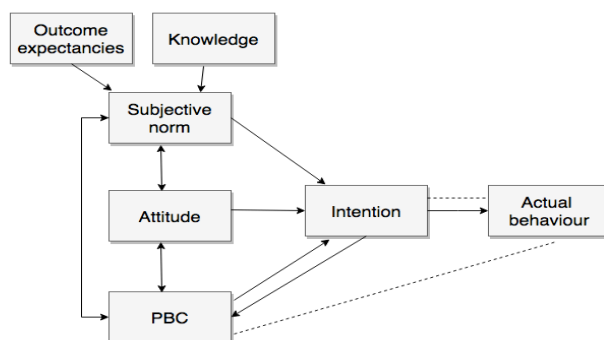 Outcome
expectancies
Knowledge
Subjective
norm
Attitude
Intention
Actual
behaviour
PBC